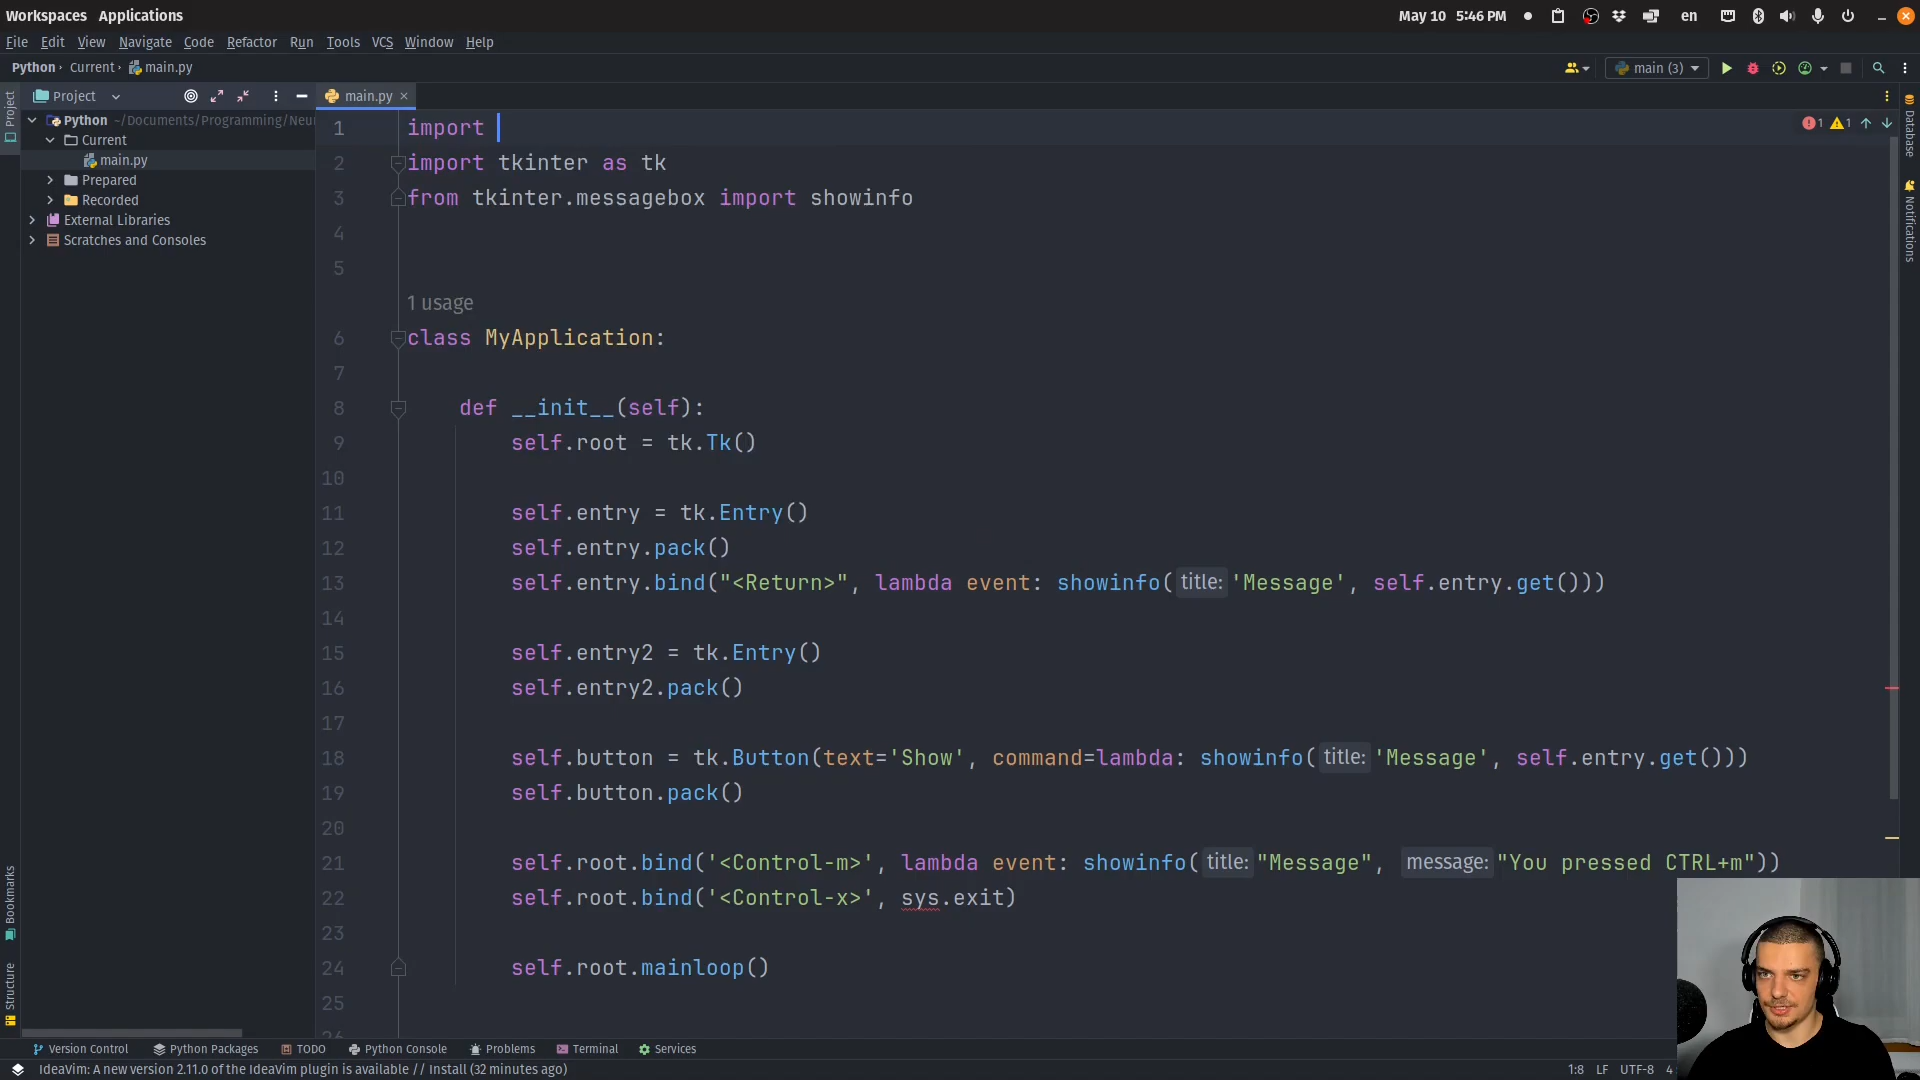 Workspaces Applications May 10 5:46 PM en
File Edit View Navigate Code Refactor Run Tools VCS Window Help
Python Current main.py main (3)
Project main.py
Project
Python ~/Documents/Programming/Neu
Current
main.py
Prepared
Recorded
External Libraries
Scratches and Consoles
1 import 1 1
2 import tkinter as tk
3 from tkinter.messagebox import showinfo
4
5
1 usage
6 class MyApplication:
7
8 def __init__(self):
9 self.root = tk.Tk()
10
11 self.entry = tk.Entry()
12 self.entry.pack()
13 self.entry.bind("<Return>", lambda event: showinfo( title: 'Message', self.entry.get()))
14
15 self.entry2 = tk.Entry()
16 self.entry2.pack()
17
18 self.button = tk.Button(text='Show', command=lambda: showinfo( title: 'Message', self.entry.get()))
19 self.button.pack()
20
21 self.root.bind('<Control-m>', lambda event: showinfo( title: "Message", message: "You pressed CTRL+m"))
22 self.root.bind('<Control-x>', sys.exit)
23
24 self.root.mainloop()
25
Database
Notifications
Bookmarks
Structure
Version Control Python Packages TODO Python Console Problems Terminal Services
IdeaVim: A new version 2.11.0 of the IdeaVim plugin is available // Install (32 minutes ago) 1:8 LF UTF-8 4